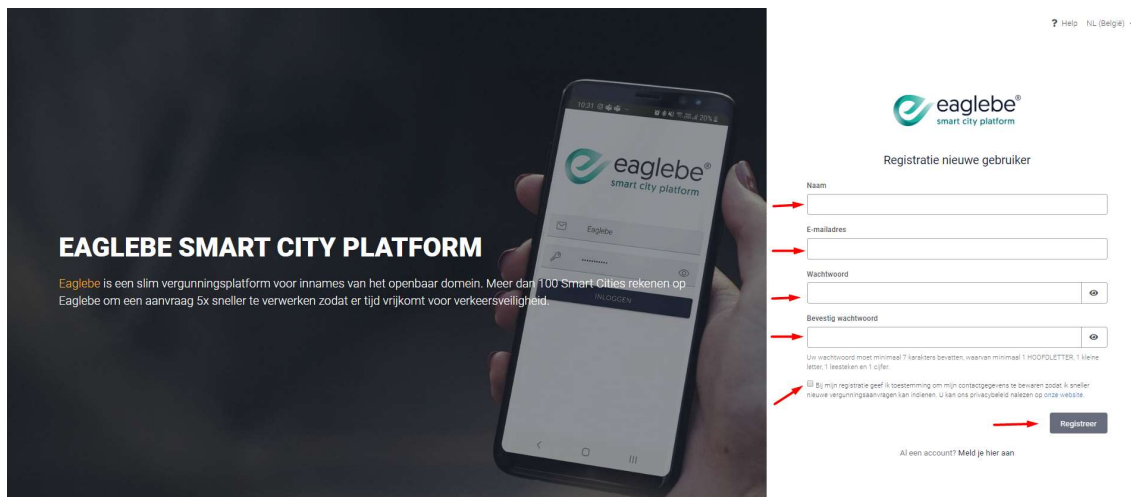 ? Help NL (België)
10:31
20%
eaglebe®
smart city platform
Eaglebe
INLOGGEN
EAGLEBE SMART CITY PLATFORM
Eaglebe is een slim vergunningsplatform voor innames van het openbaar domein. Meer dan 100 Smart Cities rekenen op
Eaglebe om een aanvraag 5x sneller te verwerken zodat er tijd vrijkomt voor verkeersveiligheid.
eaglebe®
smart city platform
Registratie nieuwe gebruiker
Naam
E-mailadres
Wachtwoord
Bevestig wachtwoord
Uw wachtwoord moet minimaal 7 karakters bevatten, waarvan minimaal 1 HOOFDLETTER, 1 kleine
letter, 1 leesteken en 1 cijfer.
Bij mijn registratie geef ik toestemming om mijn contactgegevens te bewaren zodat ik sneller
nieuwe vergunningsaanvragen kan indienen. U kan ons privacybeleid nalezen op onze website.
Registreer
Al een account? Meld je hier aan